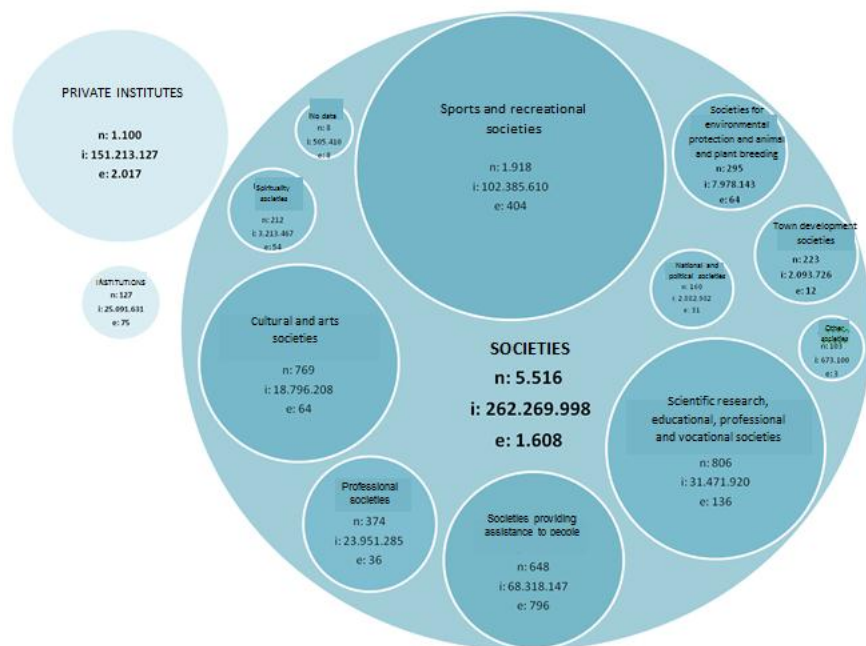 PRIVATE INSTITUTES
n: 1.100
i: 151.213.127
e: 2.017
INSTITUTIONS
n: 127
i: 25.091.631
e: 75
No data
n: 8
i: 505.410
e: 8
Spirituality
societies
n: 212
i: 3.213.467
e: 54
Sports and recreational
societies
n: 1.918
i: 102.385.610
e: 404
Societies for
environmental
protection and animal
and plant breeding
n: 295
i: 7.978.143
e: 64
Town development
societies
n: 223
i: 2.093.726
e: 12
National and
political societies
n: 160
i: 2.882.982
e: 31
Other
societies
n: 103
i: 673.100
e: 3
Cultural and arts
societies
n: 769
i: 18.796.208
e: 64
SOCIETIES
n: 5.516
i: 262.269.998
e: 1.608
Scientific research,
educational, professional
and vocational societies
n: 806
i: 31.471.920
e: 136
Professional
societies
n: 374
i: 23.951.285
e: 36
Societies providing
assistance to people
n: 648
i: 68.318.147
e: 796